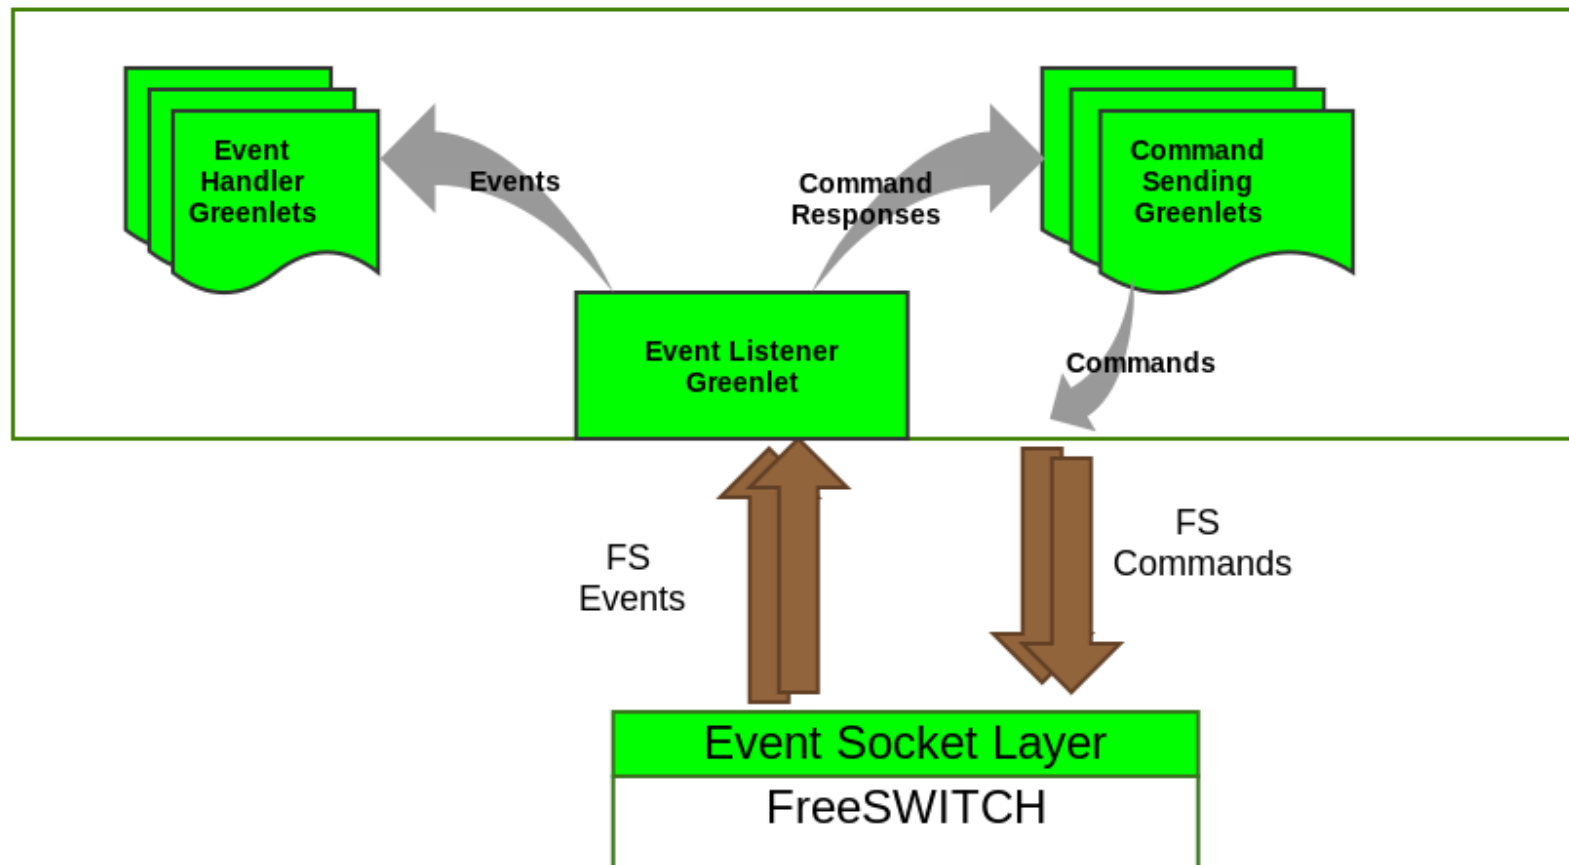 Event
Handler
Greenlets
Events
Command
Responses
Command
Sending
Greenlets
Event Listener
Greenlet
Commands
FS
Events
FS
Commands
Event Socket Layer
FreeSWITCH